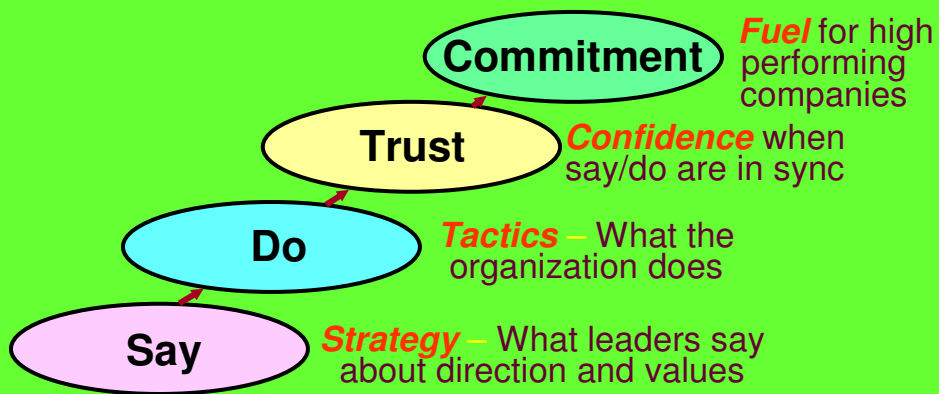 Commitment
Fuel for high
performing
companies
Trust
Confidence when
say/do are in sync
Do
Tactics – What the
organization does
Say
Strategy – What leaders say
about direction and values